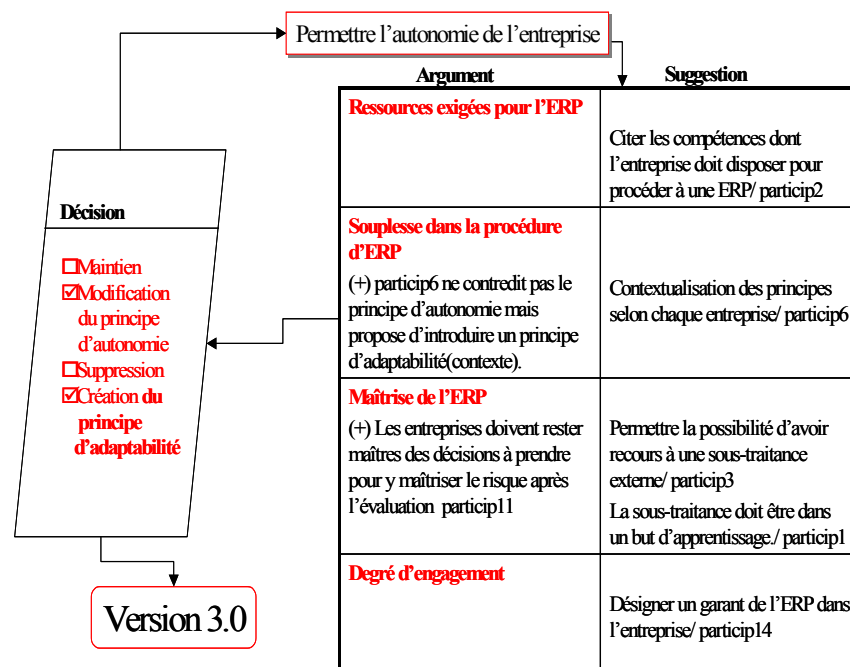 Permettre l'autonomie de l'entreprise
Argument
Suggestion
Ressources exigées pour l'ERP
Citer les compétences dont
l'entreprise doit disposer pour
procéder à une ERP/ particip2
Souplesse dans la procédure
d'ERP
(+) particip6 ne contredit pas le
principe d'autonomie mais
propose d'introduire un principe
d'adaptabilité(contexte).
Contextualisation des principes
selon chaque entreprise/ particip6
Maîtrise de l'ERP
(+) Les entreprises doivent rester
maîtres des décisions à prendre
pour y maîtriser le risque après
l'évaluation particip11
Permettre la possibilité d'avoir
recours à une sous-traitance
externe/ particip3
La sous-traitance doit être dans
un but d'apprentissage./ particip1
Degré d'engagement
Désigner un garant de l'ERP dans
l'entreprise/ particip14
Décision
☐Maintien
☑Modification
du principe
d'autonomie
☐Suppression
☑Création du
principe
d'adaptabilité
Version 3.0